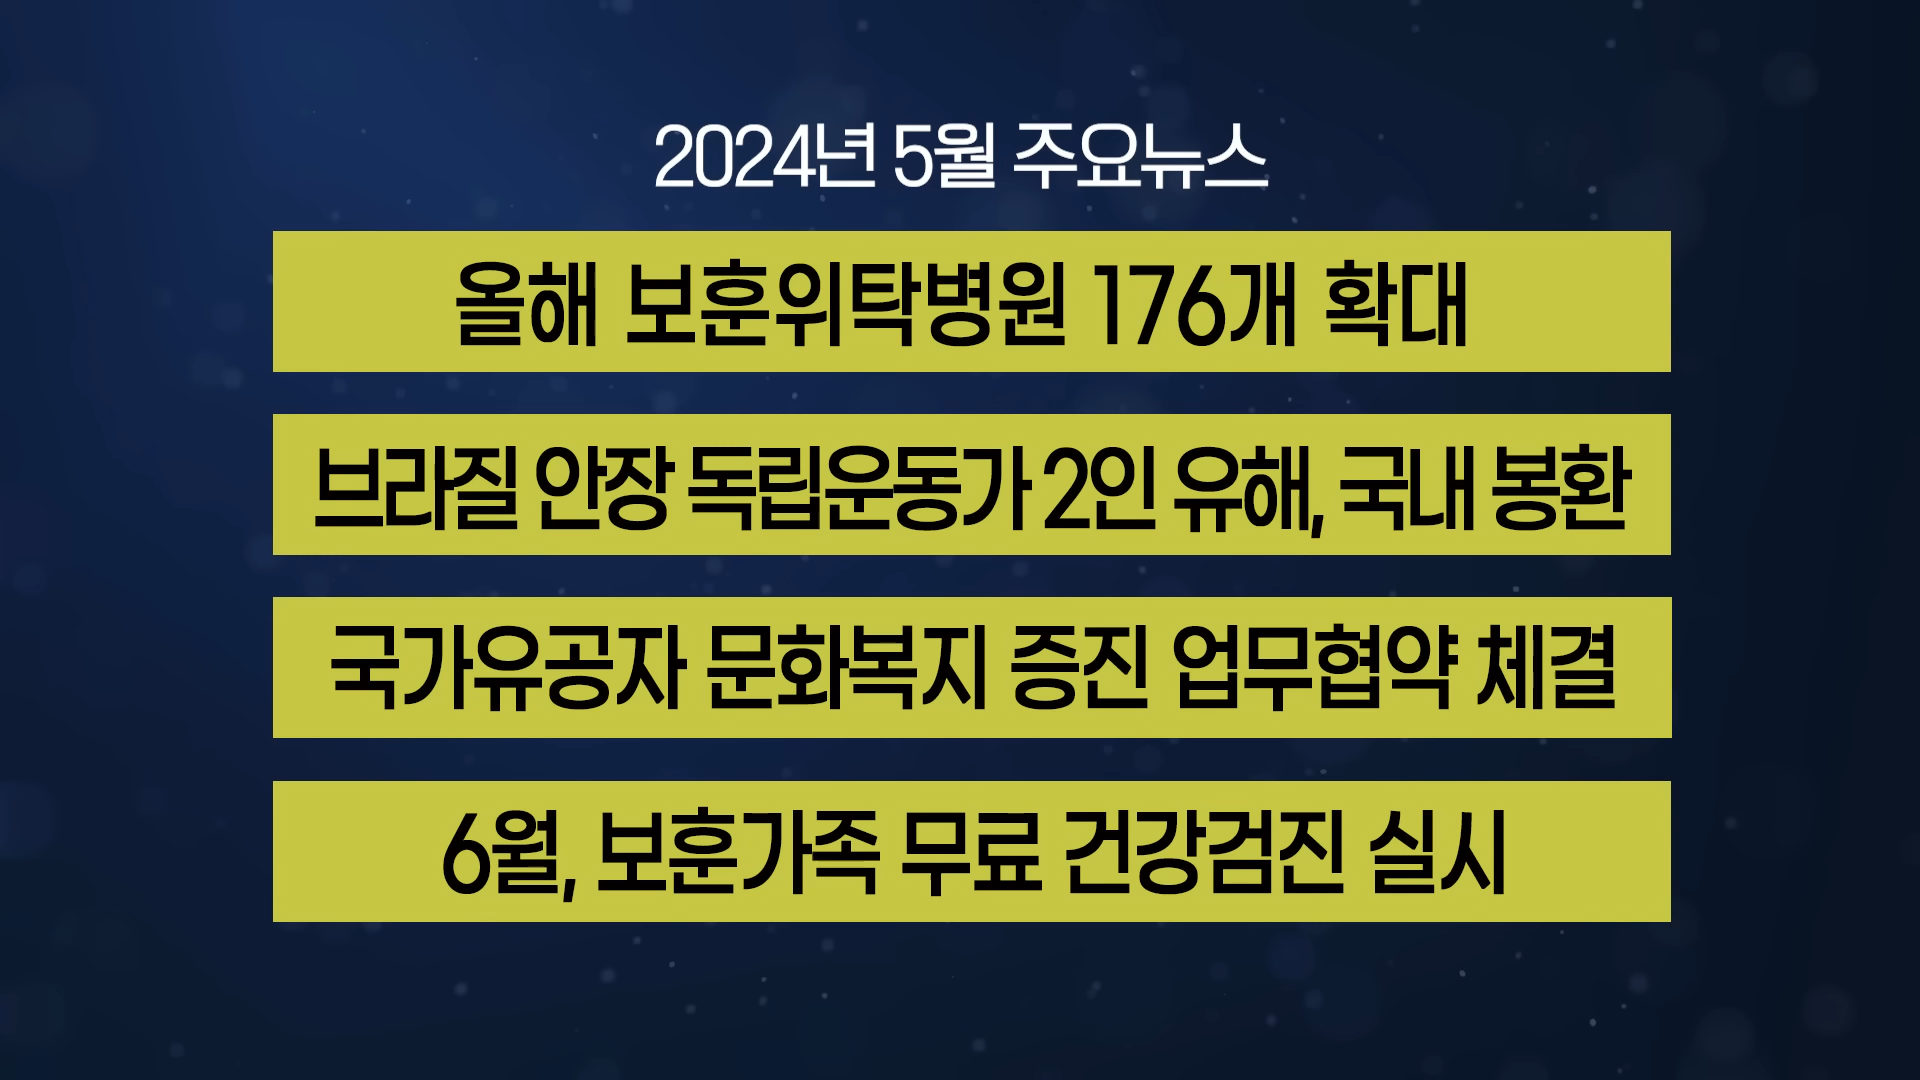 2024년 5월 주요뉴스
올해 보훈위탁병원 176개 확대
브라질 안장 독립운동가 2인 유해, 국내 봉환
국가유공자 문화복지 증진 업무협약 체결
6월, 보훈가족 무료 건강검진 실시